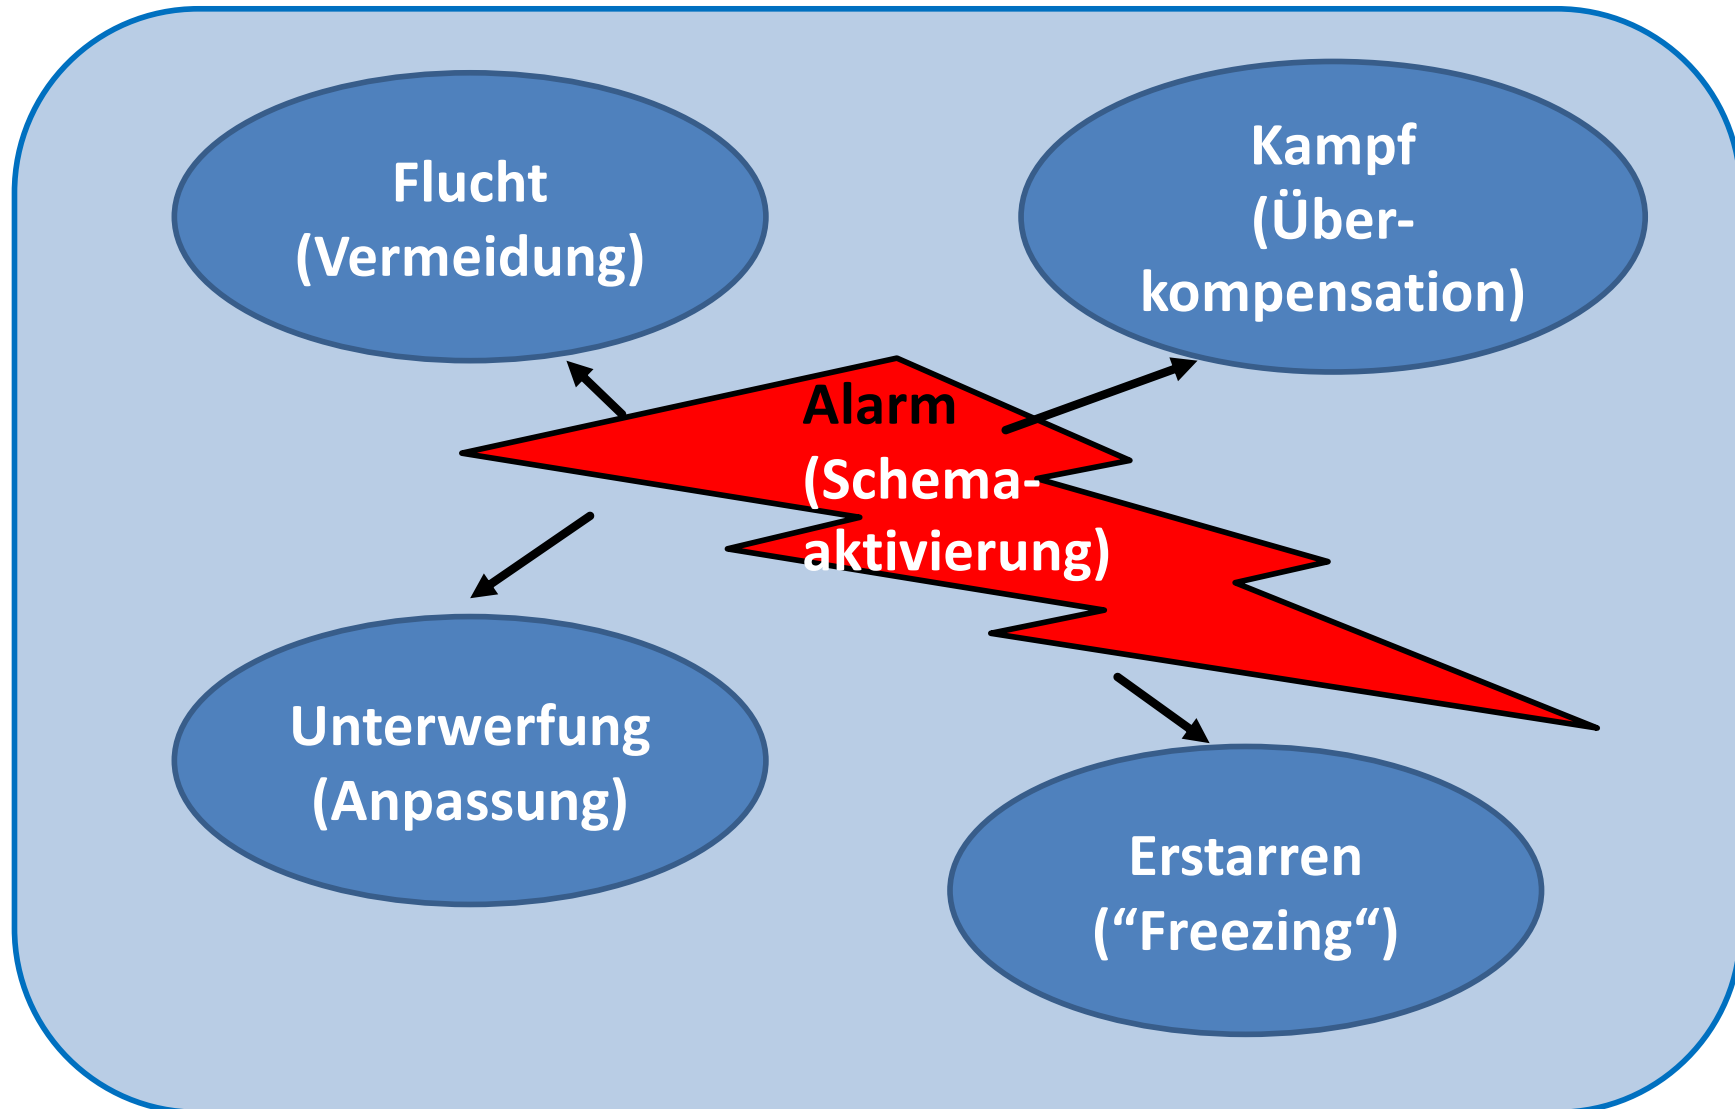 Flucht
(Vermeidung)
Kampf
(Über-
kompensation)
Alarm
(Schema-
aktivierung)
Unterwerfung
(Anpassung)
Erstarren
(“Freezing“)